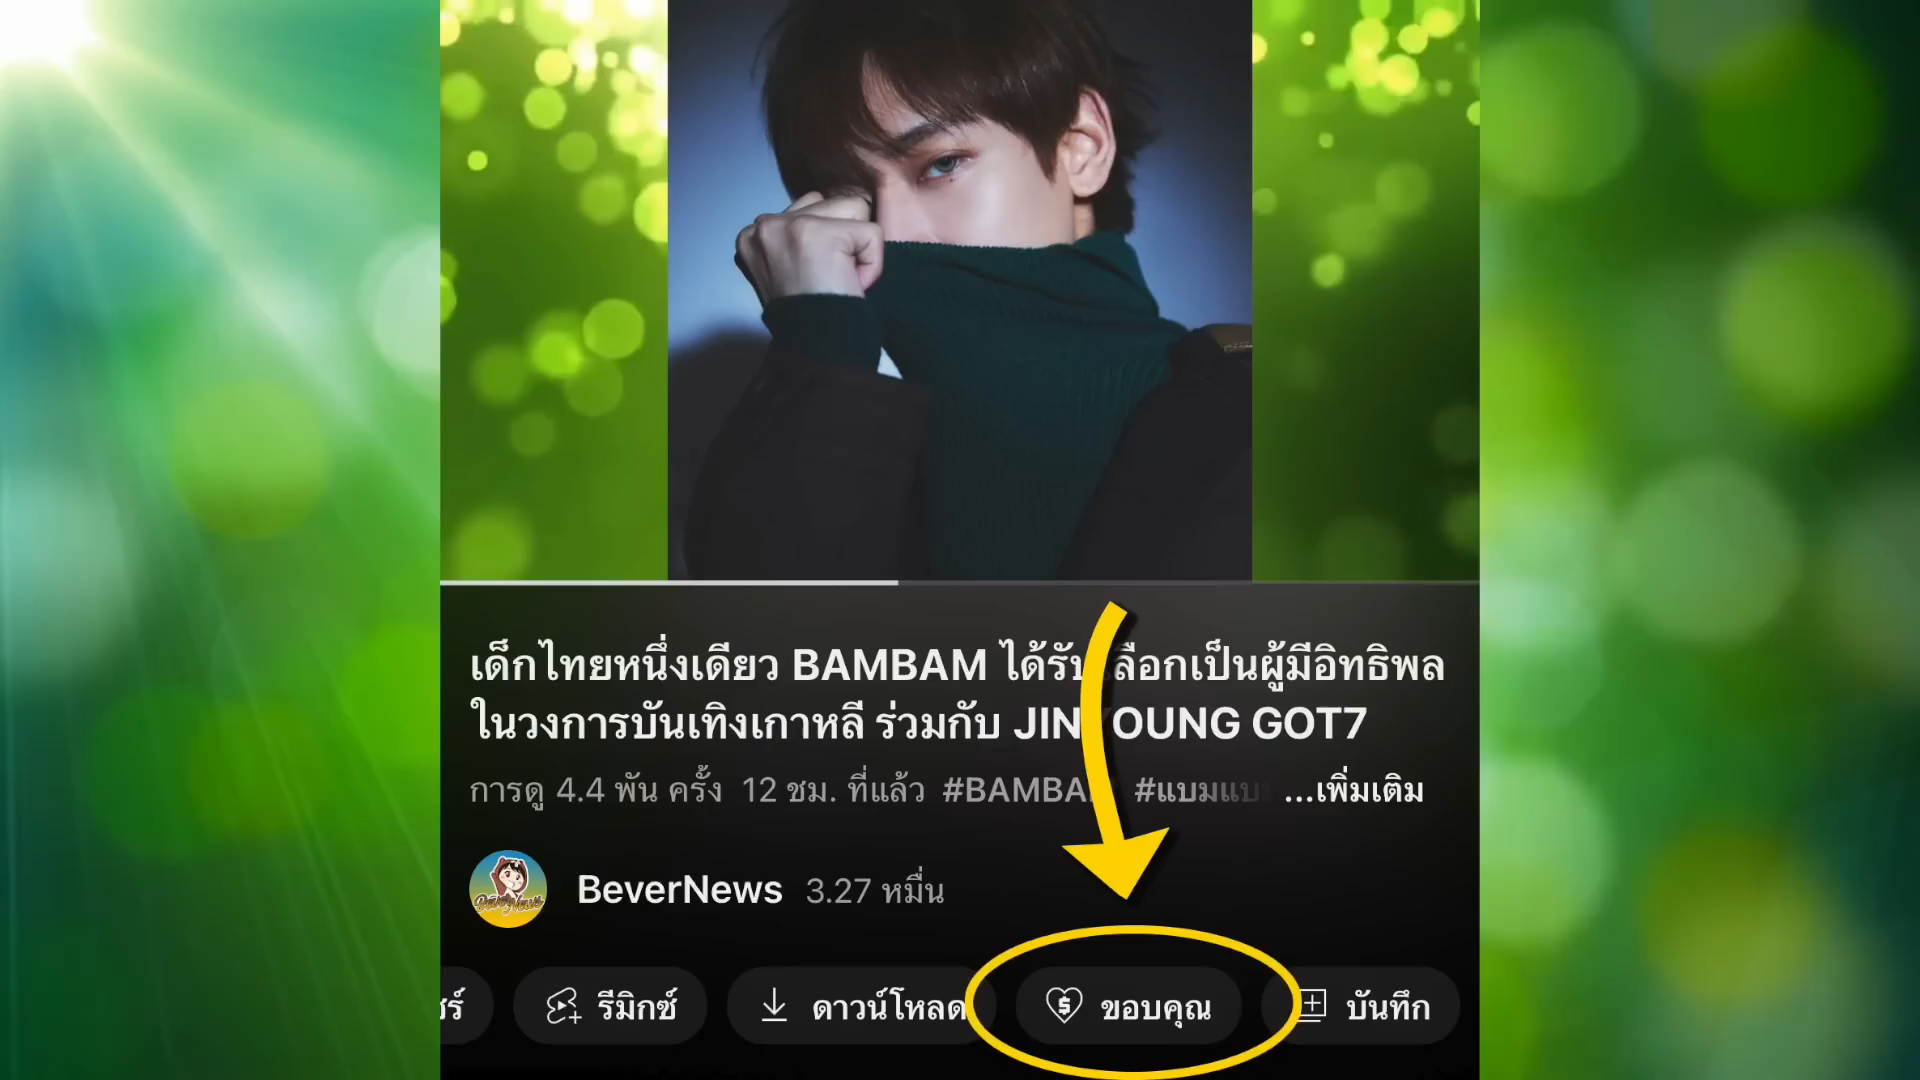 เด็กไทยหนึ่งเดียว BAMBAM ได้รับเลือกเป็นผู้มีอิทธิพล
ในวงการบันเทิงเกาหลี ร่วมกับ JINYOUNG GOT7
การดู 4.4 พัน ครั้ง 12 ชม. ที่แล้ว #BAMBA #แบมแบ ...เพิ่มเติม
BeverNews 3.27 หมื่น
ร์ รีมิกซ์ ดาวน์โหลด ขอบคุณ บันทึก